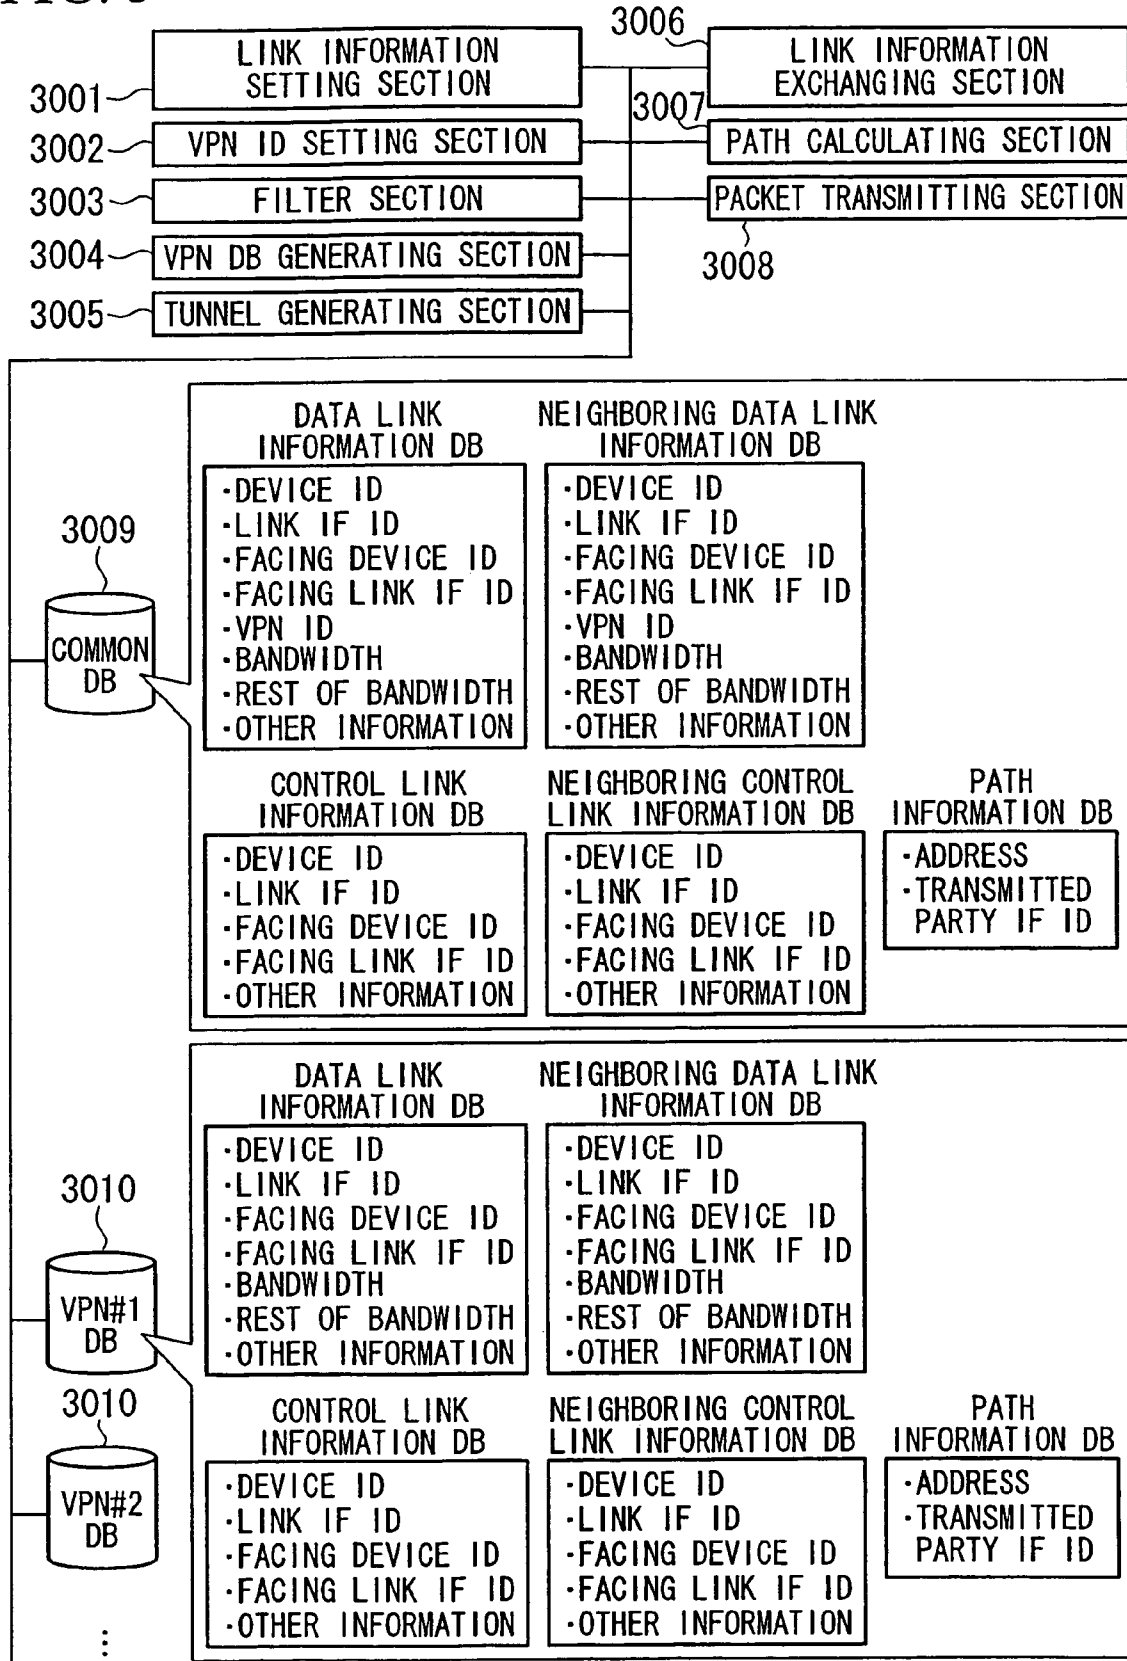 3006
LINK INFORMATION
SETTING SECTION
LINK INFORMATION
EXCHANGING SECTION
3001
3007
3002
VPN ID SETTING SECTION
PATH CALCULATING SECTION
3003
FILTER SECTION
PACKET TRANSMITTING SECTION
3004
VPN DB GENERATING SECTION
3008
3005
TUNNEL GENERATING SECTION
DATA LINK
INFORMATION DB
·DEVICE ID
·LINK IF ID
·FACING DEVICE ID
·FACING LINK IF ID
·VPN ID
·BANDWIDTH
·REST OF BANDWIDTH
·OTHER INFORMATION
NEIGHBORING DATA LINK
INFORMATION DB
·DEVICE ID
·LINK IF ID
·FACING DEVICE ID
·FACING LINK IF ID
·VPN ID
·BANDWIDTH
·REST OF BANDWIDTH
·OTHER INFORMATION
3009
COMMON
DB
CONTROL LINK
INFORMATION DB
·DEVICE ID
·LINK IF ID
·FACING DEVICE ID
·FACING LINK IF ID
·OTHER INFORMATION
NEIGHBORING CONTROL
LINK INFORMATION DB
·DEVICE ID
·LINK IF ID
·FACING DEVICE ID
·FACING LINK IF ID
·OTHER INFORMATION
PATH
INFORMATION DB
·ADDRESS
·TRANSMITTED
PARTY IF ID
DATA LINK
INFORMATION DB
·DEVICE ID
·LINK IF ID
·FACING DEVICE ID
·FACING LINK IF ID
·BANDWIDTH
·REST OF BANDWIDTH
·OTHER INFORMATION
NEIGHBORING DATA LINK
INFORMATION DB
·DEVICE ID
·LINK IF ID
·FACING DEVICE ID
·FACING LINK IF ID
·BANDWIDTH
·REST OF BANDWIDTH
·OTHER INFORMATION
3010
VPN#1
DB
3010
VPN#2
DB
CONTROL LINK
INFORMATION DB
·DEVICE ID
·LINK IF ID
·FACING DEVICE ID
·FACING LINK IF ID
·OTHER INFORMATION
NEIGHBORING CONTROL
LINK INFORMATION DB
·DEVICE ID
·LINK IF ID
·FACING DEVICE ID
·FACING LINK IF ID
·OTHER INFORMATION
PATH
INFORMATION DB
·ADDRESS
·TRANSMITTED
PARTY IF ID